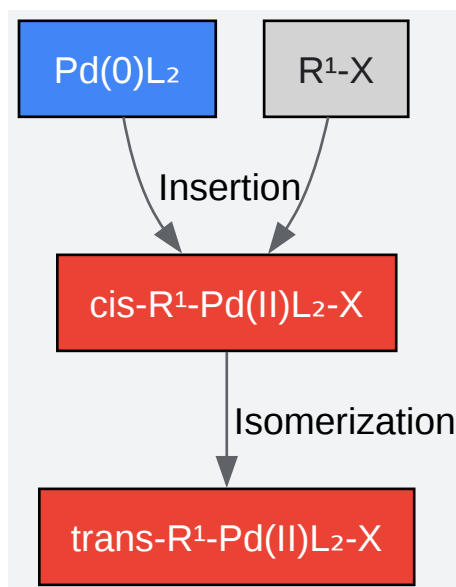 Pd(0)L₂
R¹-X
Insertion
cis-R¹-Pd(II)L₂-X
Isomerization
trans-R¹-Pd(II)L₂-X